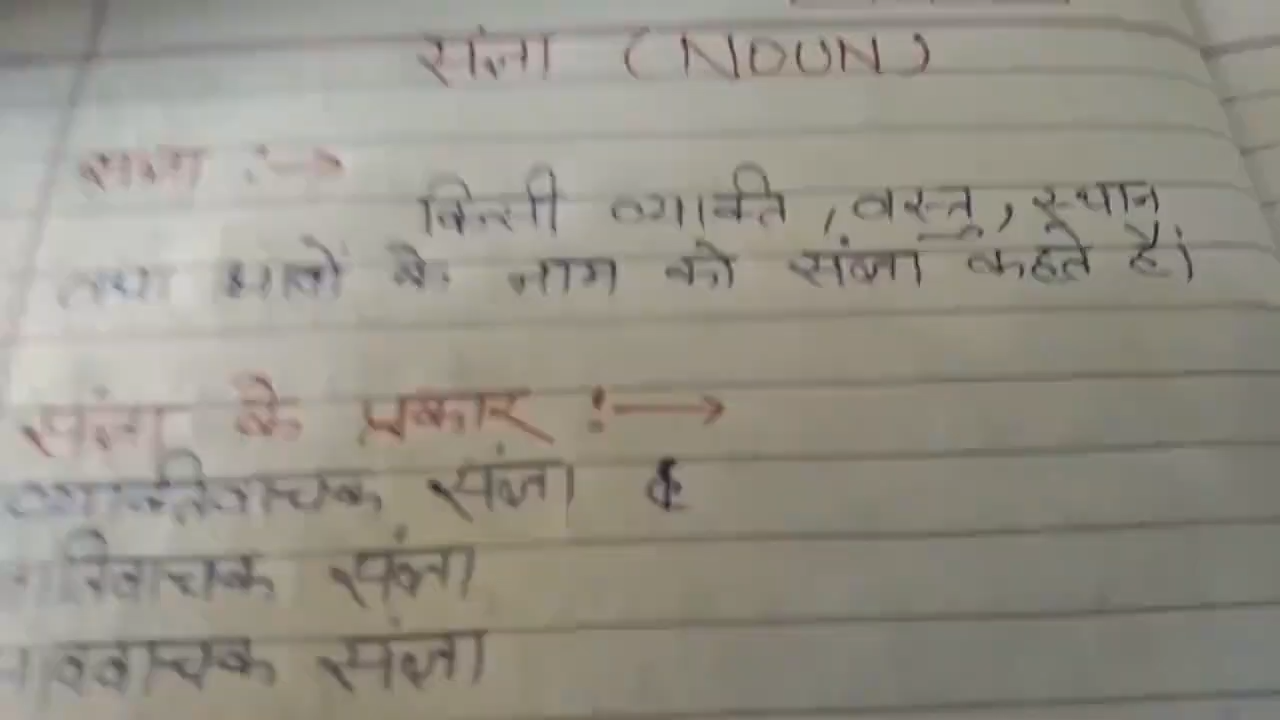 संज्ञा (NOUN)
संज्ञा :→
किसी व्यक्ति, वस्तु, स्थान
तथा भावों के नाम को संज्ञा कहते हैं।
संज्ञा के प्रकार :→
व्यक्तिवाचक संज्ञा
जातिवाचक संज्ञा
भाववाचक संज्ञा